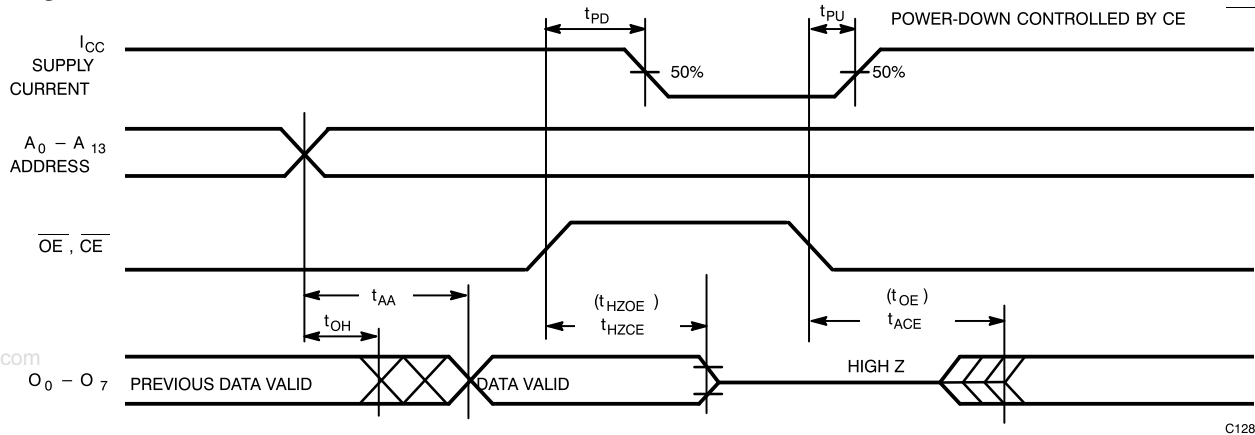 tPD
tPU
POWER-DOWN CONTROLLED BY CE
ICC
SUPPLY
CURRENT
50%
50%
A0 – A13
ADDRESS
OE, CE
tAA
(tHZOE)
tHZCE
(tOE)
tACE
tOH
com
O0 – O7
PREVIOUS DATA VALID
DATA VALID
HIGH Z
C128